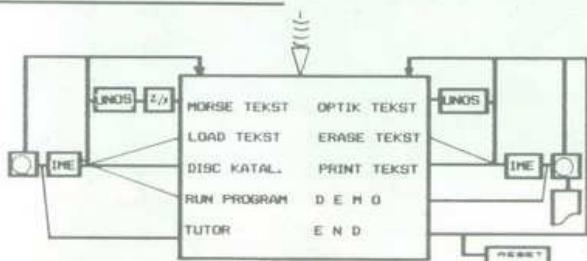 UNOS
MORSE TEKST OPTIK TEKST
UNOS
LOAD TEKST ERASE TEKST
IME
DISC KATAL. PRINT TEKST
IME
RUN PROGRAM D E M O
TUTOR E N D
RESET